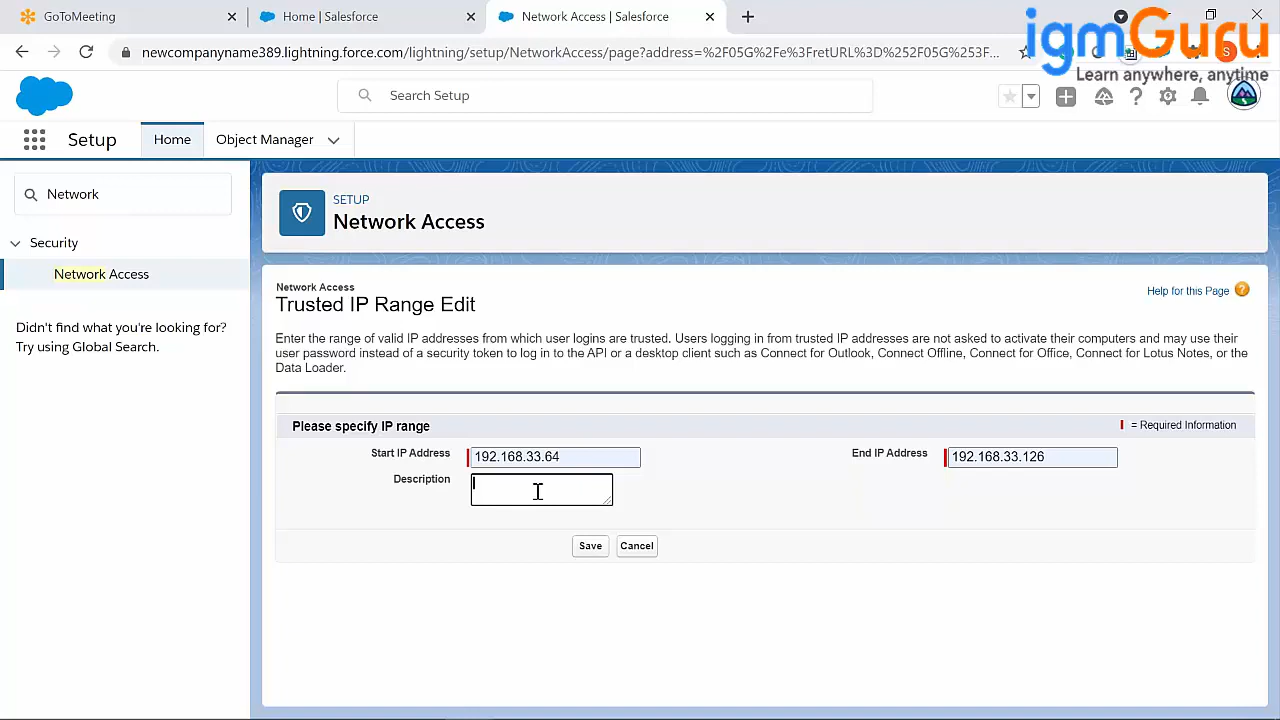 GoToMeeting
Home | Salesforce
Network Access | Salesforce
newcompanyname389.lightning.force.com/lightning/setup/NetworkAccess/page?address=%2F05G%2Fe%3FretURL%3D%252F05G%253F...
igmGuru
Learn anywhere, anytime
Search Setup
Setup
Home
Object Manager
Network
Security
Network Access
Didn't find what you're looking for?
Try using Global Search.
SETUP
Network Access
Network Access
Trusted IP Range Edit
Help for this Page
Enter the range of valid IP addresses from which user logins are trusted. Users logging in from trusted IP addresses are not asked to activate their computers and may use their
user password instead of a security token to log in to the API or a desktop client such as Connect for Outlook, Connect Offline, Connect for Office, Connect for Lotus Notes, or the
Data Loader.
Please specify IP range
= Required Information
Start IP Address
192.168.33.64
End IP Address
192.168.33.126
Description
Save
Cancel